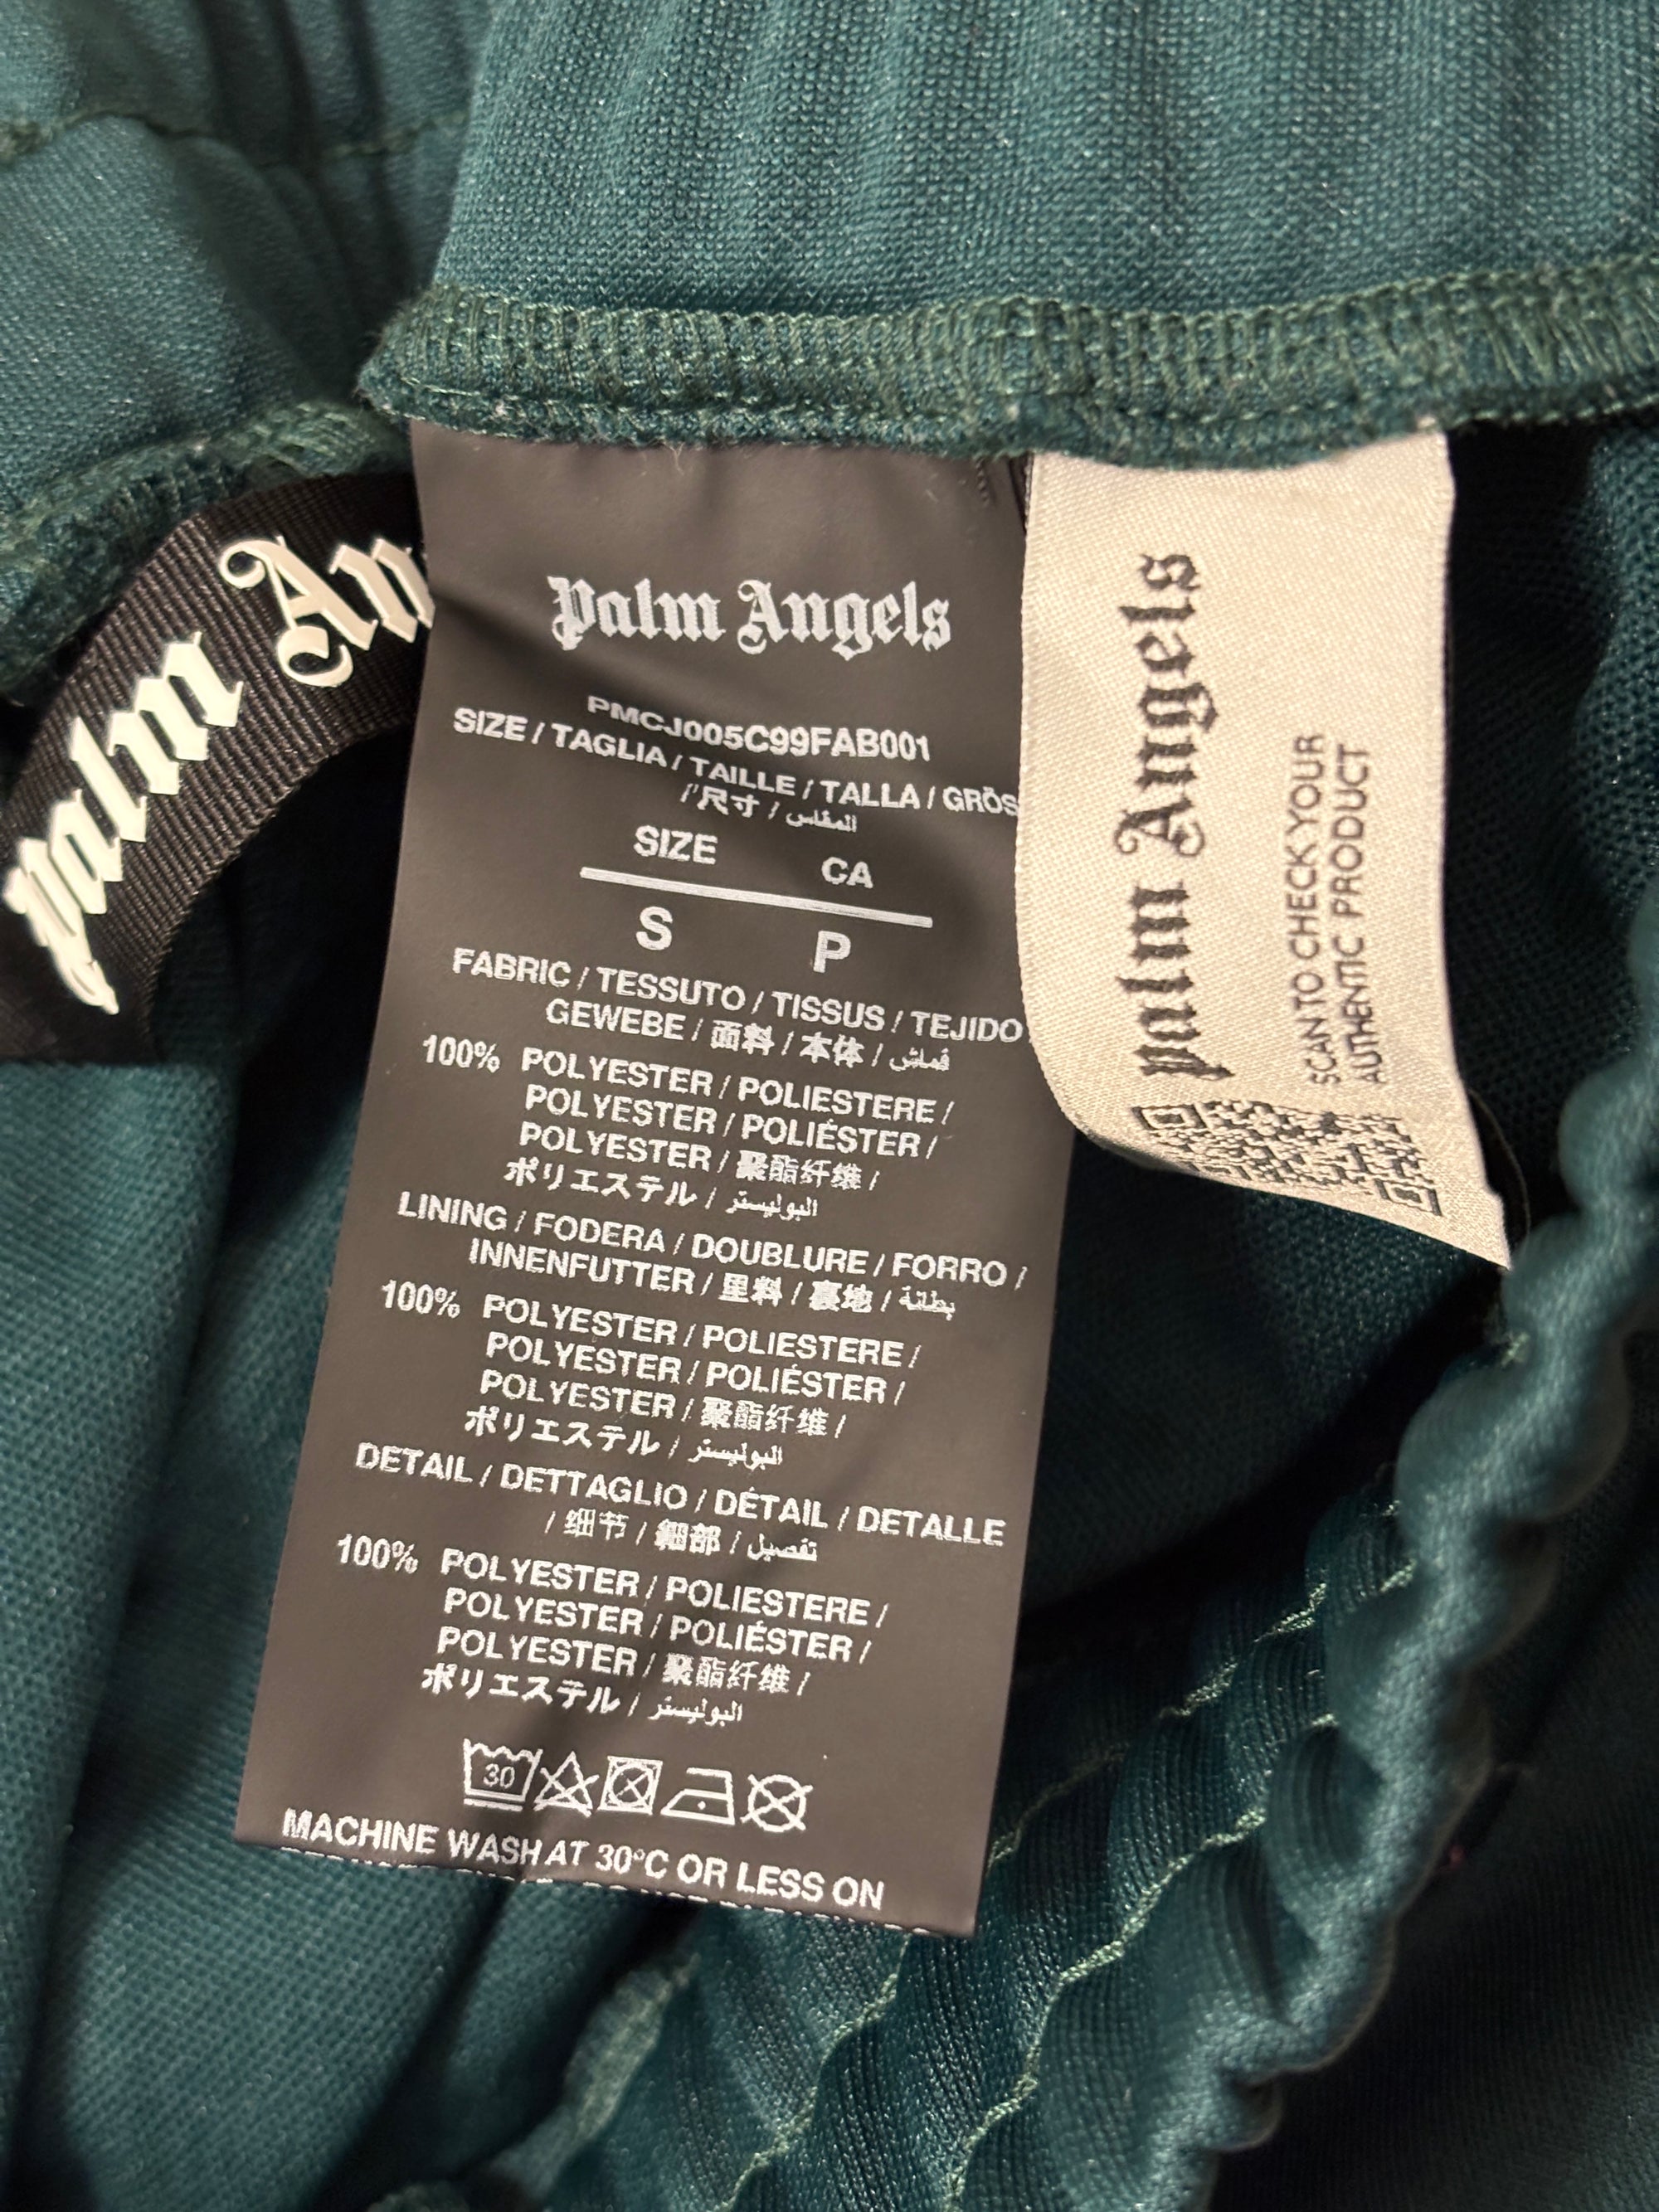 palm An
palm Angels
PMCJ005C99FAB001
SIZE / TAGLIA / TAILLE / TALLA / GRÖS
/ 尺寸 / المقاس
SIZE CA
S P
FABRIC / TESSUTO / TISSUS / TEJIDO
GEWEBE / 面料 / 本体 / قماش
100% POLYESTER / POLIESTERE /
POLYESTER / POLIÉSTER /
POLYESTER / 聚酯纤维 /
ポリエステル / البوليستر
LINING / FODERA / DOUBLURE / FORRO /
INNENFUTTER / 里料 / 裏地 / بطانة
100% POLYESTER / POLIESTERE /
POLYESTER / POLIÉSTER /
POLYESTER / 聚酯纤维 /
ポリエステル / البوليستر
DETAIL / DETTAGLIO / DÉTAIL / DETALLE
/ 细节 / 細部 / تفصيل
100% POLYESTER / POLIESTERE /
POLYESTER / POLIÉSTER /
POLYESTER / 聚酯纤维 /
ポリエステル / البوليستر
30
MACHINE WASH AT 30°C OR LESS ON
palm Angels
SCAN TO CHECK YOUR
AUTHENTIC PRODUCT